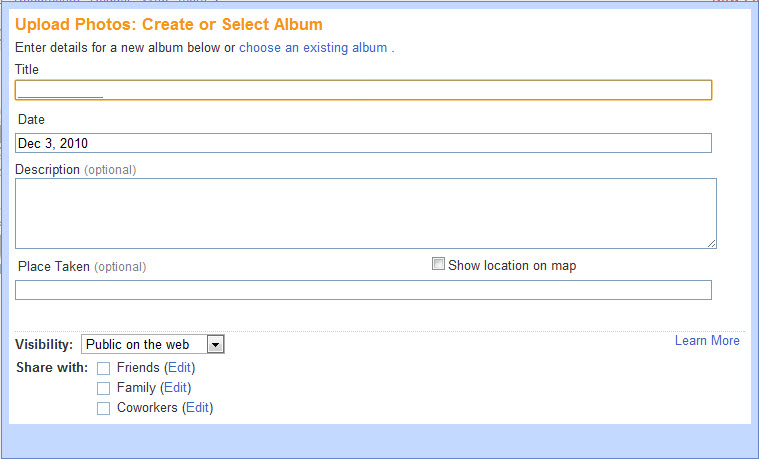 Upload Photos: Create or Select Album
Enter details for a new album below or choose an existing album .
Title
Date
Dec 3, 2010
Description (optional)
Place Taken (optional) Show location on map
Visibility: Public on the web Learn More
Share with: Friends (Edit)
Family (Edit)
Coworkers (Edit)